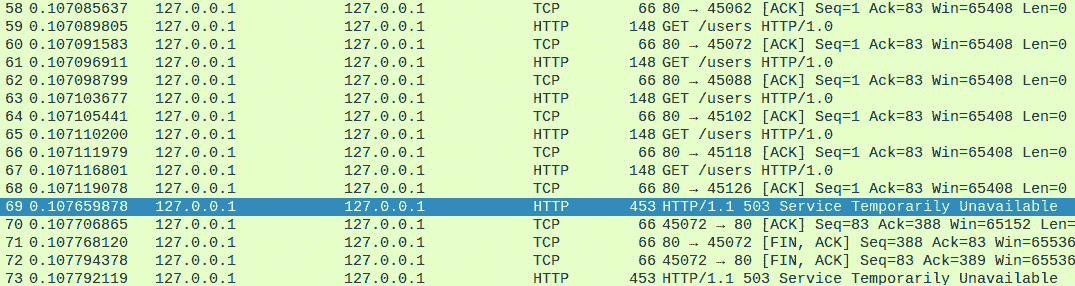 58 0.107085637 127.0.0.1 127.0.0.1 TCP 66 80 → 45062 [ACK] Seq=1 Ack=83 Win=65408 Len=0
59 0.107089805 127.0.0.1 127.0.0.1 HTTP 148 GET /users HTTP/1.0
60 0.107091583 127.0.0.1 127.0.0.1 TCP 66 80 → 45072 [ACK] Seq=1 Ack=83 Win=65408 Len=0
61 0.107096911 127.0.0.1 127.0.0.1 HTTP 148 GET /users HTTP/1.0
62 0.107098799 127.0.0.1 127.0.0.1 TCP 66 80 → 45088 [ACK] Seq=1 Ack=83 Win=65408 Len=0
63 0.107103677 127.0.0.1 127.0.0.1 HTTP 148 GET /users HTTP/1.0
64 0.107105441 127.0.0.1 127.0.0.1 TCP 66 80 → 45102 [ACK] Seq=1 Ack=83 Win=65408 Len=0
65 0.107110200 127.0.0.1 127.0.0.1 HTTP 148 GET /users HTTP/1.0
66 0.107111979 127.0.0.1 127.0.0.1 TCP 66 80 → 45118 [ACK] Seq=1 Ack=83 Win=65408 Len=0
67 0.107116801 127.0.0.1 127.0.0.1 HTTP 148 GET /users HTTP/1.0
68 0.107119078 127.0.0.1 127.0.0.1 TCP 66 80 → 45126 [ACK] Seq=1 Ack=83 Win=65408 Len=0
69 0.107659878 127.0.0.1 127.0.0.1 HTTP 453 HTTP/1.1 503 Service Temporarily Unavailable
70 0.107706865 127.0.0.1 127.0.0.1 TCP 66 45072 → 80 [ACK] Seq=83 Ack=388 Win=65152 Len=
71 0.107768120 127.0.0.1 127.0.0.1 TCP 66 80 → 45072 [FIN, ACK] Seq=388 Ack=83 Win=65536
72 0.107794378 127.0.0.1 127.0.0.1 TCP 66 45072 → 80 [FIN, ACK] Seq=83 Ack=389 Win=65536
73 0.107792119 127.0.0.1 127.0.0.1 HTTP 453 HTTP/1.1 503 Service Temporarily Unavailable